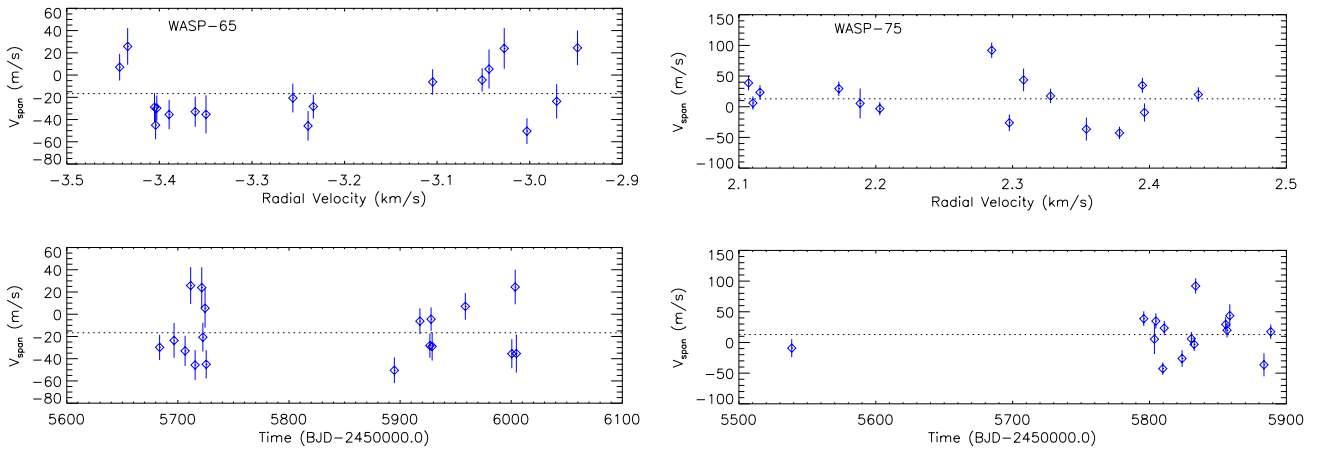 WASP-65
V_span (m/s)
60
40
20
0
-20
-40
-60
-80
-3.5 -3.4 -3.3 -3.2 -3.1 -3.0 -2.9
Radial Velocity (km/s)
WASP-75
V_span (m/s)
150
100
50
0
-50
-100
2.1 2.2 2.3 2.4 2.5
Radial Velocity (km/s)
V_span (m/s)
60
40
20
0
-20
-40
-60
-80
5600 5700 5800 5900 6000 6100
Time (BJD-2450000.0)
V_span (m/s)
150
100
50
0
-50
-100
5500 5600 5700 5800 5900
Time (BJD-2450000.0)